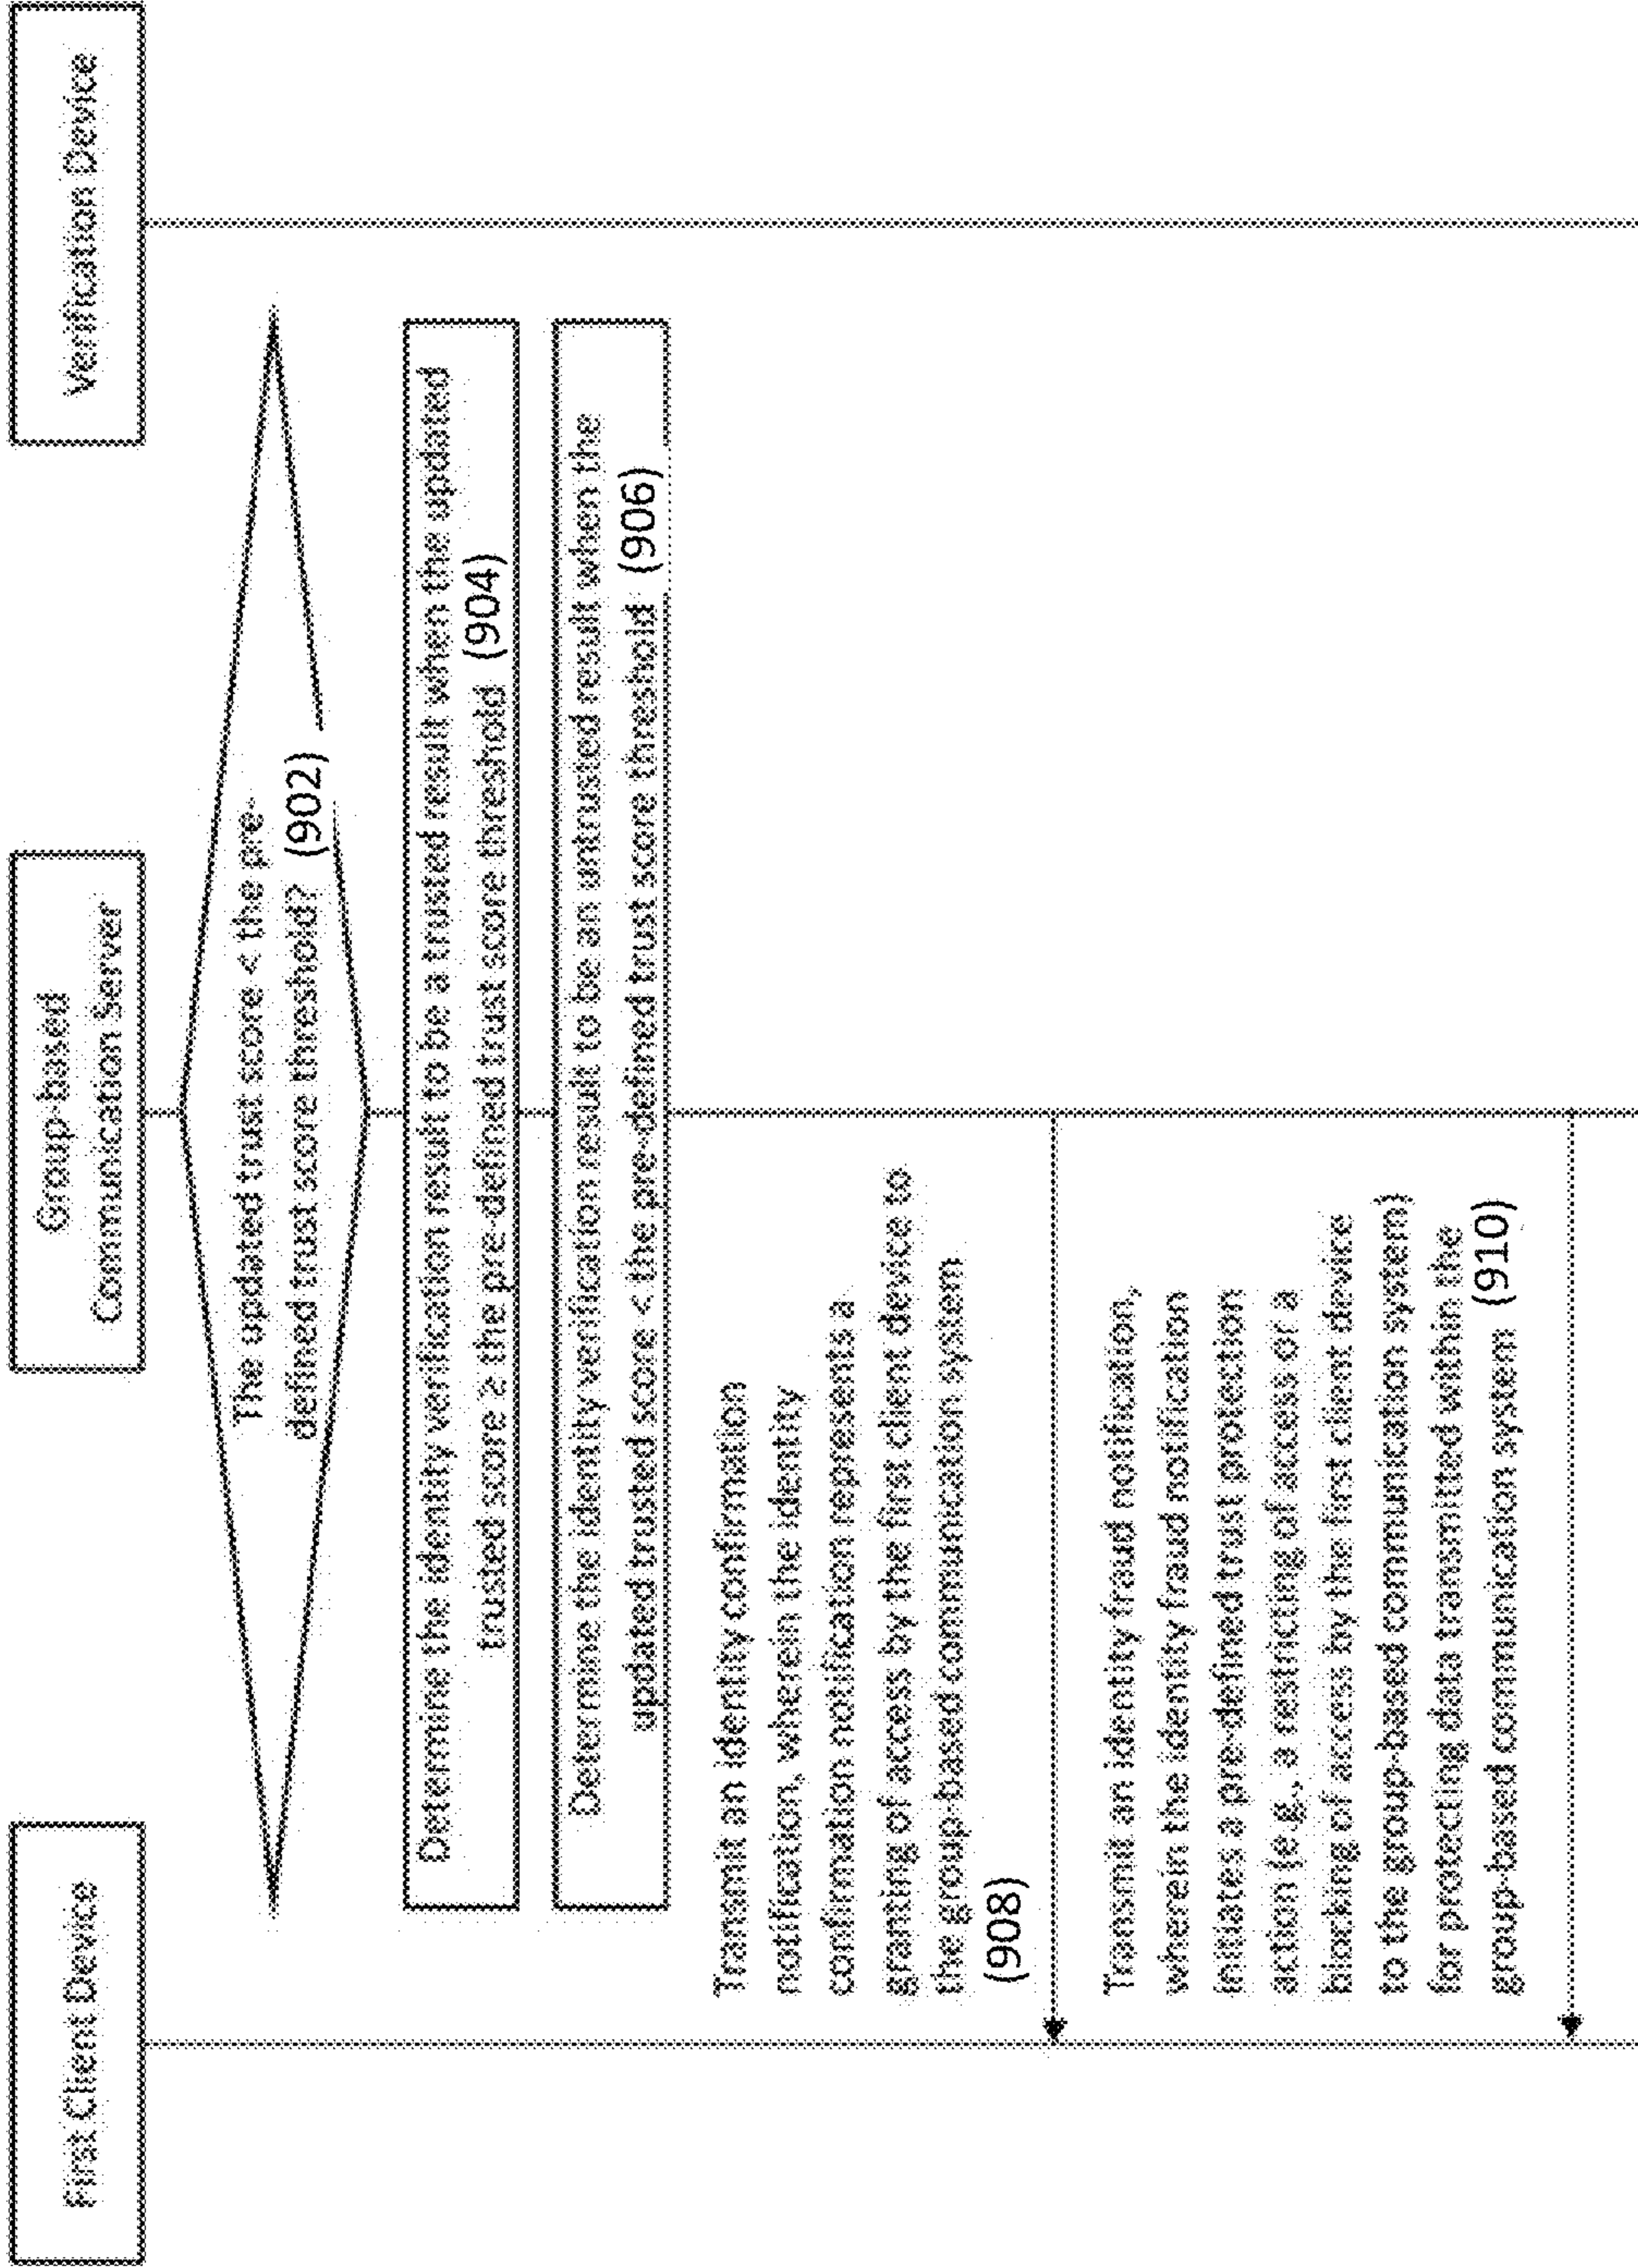 First Client Device
Group-based
Communication Server
Verification Device
The updated trust score < the pre-
defined trust score threshold? (902)
Determine the identity verification result to be a trusted result when the updated
trusted score ≥ the pre-defined trust score threshold (904)
Determine the identity verification result to be an untrusted result when the
updated trusted score < the pre-defined trust score threshold (906)
Transmit an identity confirmation
notification, wherein the identity
confirmation notification represents a
granting of access by the first client device to
the group-based communication system
(908)
Transmit an identity fraud notification,
wherein the identity fraud notification
initiates a pre-defined trust protection
action (e.g., a restricting of access or a
blocking of access by the first client device
to the group-based communication system)
for protecting data transmitted within the
group-based communication system (910)